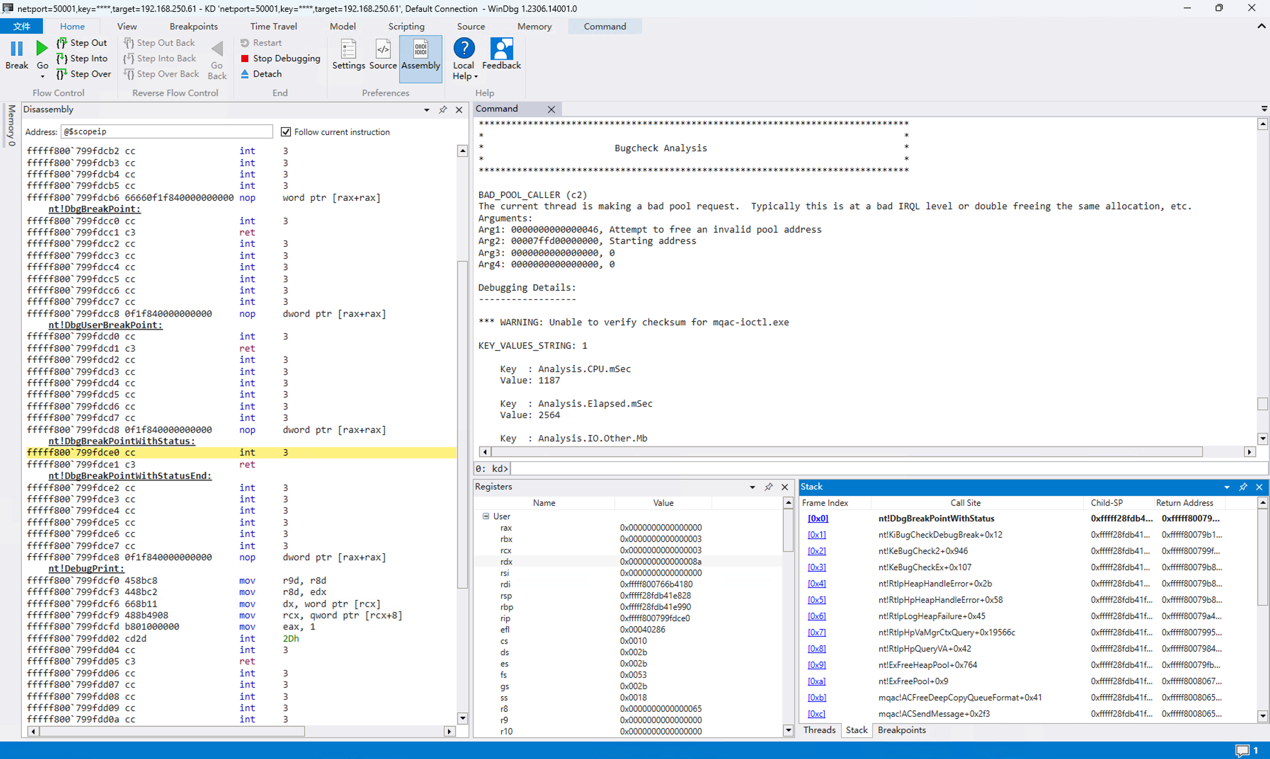 net:port=50001,key=****,target=192.168.250.61 - KD 'net:port=50001,key=****,target=192.168.250.61', Default Connection - WinDbg 1.2306.14001.0
文件 Home View Breakpoints Time Travel Model Scripting Source Memory Command
Break Go Step Out Step Into Step Over
Step Out Back Step Into Back Step Over Back Go Back
Restart Stop Debugging Detach
Settings Source Assembly
Local Help Feedback
Flow Control Reverse Flow Control End Preferences Help
Memory 0
Disassembly
Address: @$scopeip Follow current instruction
fffff800`799fdcb2 cc int 3
fffff800`799fdcb3 cc int 3
fffff800`799fdcb4 cc int 3
fffff800`799fdcb5 cc int 3
fffff800`799fdcb6 66660f1f840000000000 nop word ptr [rax+rax]
nt!DbgBreakPoint:
fffff800`799fdcc0 cc int 3
fffff800`799fdcc1 c3 ret
fffff800`799fdcc2 cc int 3
fffff800`799fdcc3 cc int 3
fffff800`799fdcc4 cc int 3
fffff800`799fdcc5 cc int 3
fffff800`799fdcc6 cc int 3
fffff800`799fdcc7 cc int 3
fffff800`799fdcc8 0f1f840000000000 nop dword ptr [rax+rax]
nt!DbgUserBreakPoint:
fffff800`799fdcd0 cc int 3
fffff800`799fdcd1 c3 ret
fffff800`799fdcd2 cc int 3
fffff800`799fdcd3 cc int 3
fffff800`799fdcd4 cc int 3
fffff800`799fdcd5 cc int 3
fffff800`799fdcd6 cc int 3
fffff800`799fdcd7 cc int 3
fffff800`799fdcd8 0f1f840000000000 nop dword ptr [rax+rax]
nt!DbgBreakPointWithStatus:
fffff800`799fdce0 cc int 3
fffff800`799fdce1 c3 ret
nt!DbgBreakPointWithStatusEnd:
fffff800`799fdce2 cc int 3
fffff800`799fdce3 cc int 3
fffff800`799fdce4 cc int 3
fffff800`799fdce5 cc int 3
fffff800`799fdce6 cc int 3
fffff800`799fdce7 cc int 3
fffff800`799fdce8 0f1f840000000000 nop dword ptr [rax+rax]
nt!DebugPrint:
fffff800`799fdcf0 458bc8 mov r9d, r8d
fffff800`799fdcf3 448bc2 mov r8d, edx
fffff800`799fdcf6 668b11 mov dx, word ptr [rcx]
fffff800`799fdcf9 488b4908 mov rcx, qword ptr [rcx+8]
fffff800`799fdcfd b801000000 mov eax, 1
fffff800`799fdd02 cd2d int 2Dh
fffff800`799fdd04 cc int 3
fffff800`799fdd05 c3 ret
fffff800`799fdd06 cc int 3
fffff800`799fdd07 cc int 3
fffff800`799fdd08 cc int 3
fffff800`799fdd09 cc int 3
fffff800`799fdd0a cc int 3
Command
*******************************************************************************
* *
* Bugcheck Analysis *
* *
*******************************************************************************
BAD_POOL_CALLER (c2)
The current thread is making a bad pool request. Typically this is at a bad IRQL level or double freeing the same allocation, etc.
Arguments:
Arg1: 0000000000000046, Attempt to free an invalid pool address
Arg2: 00007ffd00000000, Starting address
Arg3: 0000000000000000, 0
Arg4: 0000000000000000, 0
Debugging Details:
------------------
*** WARNING: Unable to verify checksum for mqac-ioctl.exe
KEY_VALUES_STRING: 1
Key : Analysis.CPU.mSec
Value: 1187
Key : Analysis.Elapsed.mSec
Value: 2564
Key : Analysis.IO.Other.Mb
0: kd>
Registers
Name Value
User
rax 0x0000000000000000
rbx 0x0000000000000003
rcx 0x0000000000000003
rdx 0x000000000000008a
rsi 0x0000000000000000
rdi 0xfffff800766b4180
rsp 0xfffff28fdb41e828
rbp 0xfffff28fdb41e990
rip 0xfffff800799fdce0
efl 0x00040286
cs 0x0010
ds 0x002b
es 0x002b
fs 0x0053
gs 0x002b
ss 0x0018
r8 0x0000000000000065
r9 0x0000000000000000
r10 0x0000000000000000
Stack
Frame Index Call Site Child-SP Return Address
[0x0] nt!DbgBreakPointWithStatus 0xfffff28fdb4... 0xfffff80079...
[0x1] nt!KiBugCheckDebugBreak+0x12 0xfffff28fdb41... 0xfffff80079b1...
[0x2] nt!KeBugCheck2+0x946 0xfffff28fdb41... 0xfffff800799f...
[0x3] nt!KeBugCheckEx+0x107 0xfffff28fdb41... 0xfffff80079b8...
[0x4] nt!RtlpHeapHandleError+0x2b 0xfffff28fdb41f... 0xfffff80079b8...
[0x5] nt!RtlpHpHeapHandleError+0x58 0xfffff28fdb41f... 0xfffff80079b8...
[0x6] nt!RtlpLogHeapFailure+0x45 0xfffff28fdb41f... 0xfffff80079a4...
[0x7] nt!RtlpHpVaMgrCtxQuery+0x19566c 0xfffff28fdb41f... 0xfffff8007995...
[0x8] nt!RtlpHpQueryVA+0x42 0xfffff28fdb41f... 0xfffff8007984...
[0x9] nt!ExFreeHeapPool+0x764 0xfffff28fdb41f... 0xfffff80079fb...
[0xa] nt!ExFreePool+0x9 0xfffff28fdb41f... 0xfffff8008067...
[0xb] mqac!ACFreeDeepCopyQueueFormat+0x41 0xfffff28fdb41f... 0xfffff8008065...
[0xc] mqac!ACSendMessage+0x2f3 0xfffff28fdb41f... 0xfffff8008065...
Threads Stack Breakpoints
1